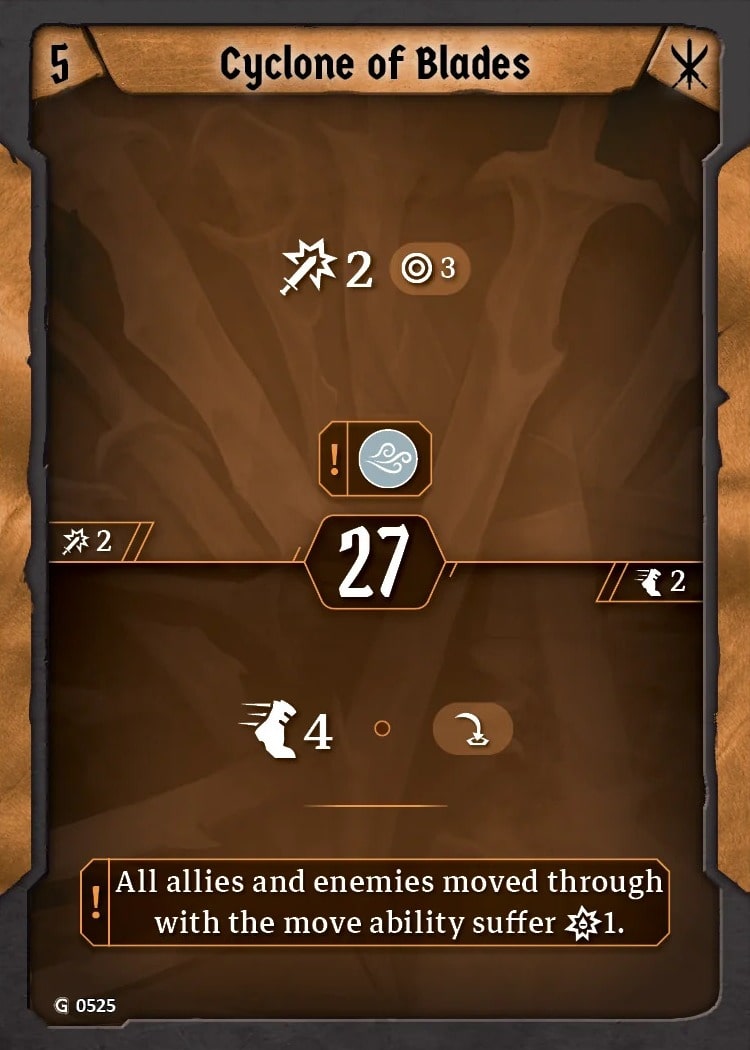 5
Cyclone of Blades
2 3
!
2
27
2
4
! All allies and enemies moved through
with the move ability suffer 1.
G 0525